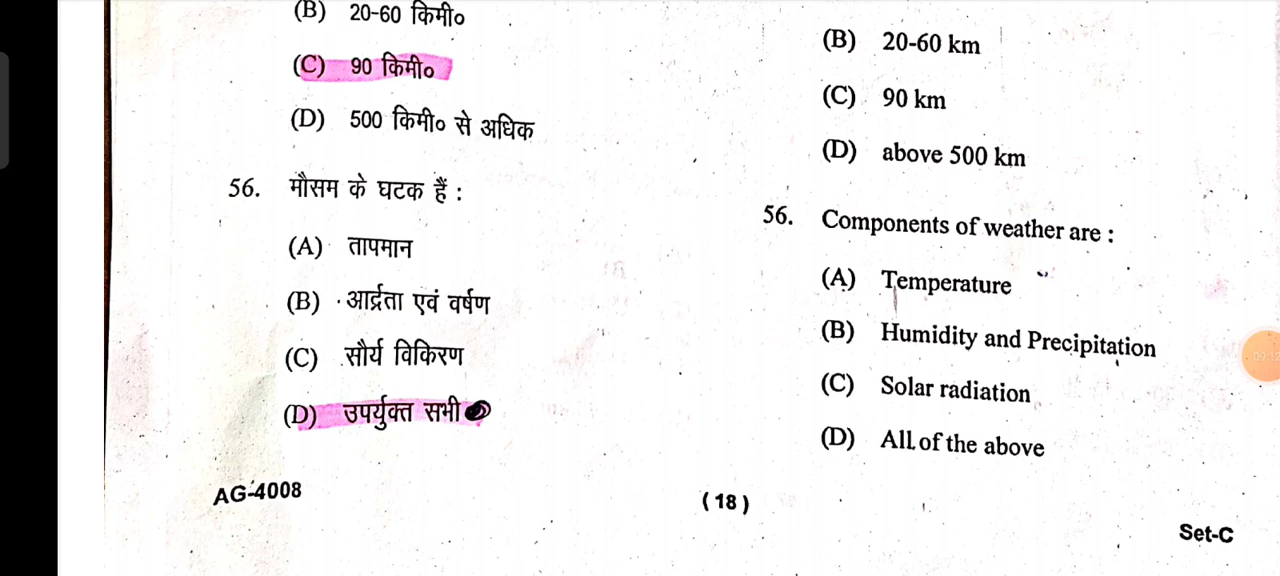 (B) 20-60 किमी०
(C) 90 किमी०
(D) 500 किमी० से अधिक
56. मौसम के घटक हैं :
(A) तापमान
(B) आर्द्रता एवं वर्षण
(C) सौर्य विकिरण
(D) उपर्युक्त सभी
AG-4008
(B) 20-60 km
(C) 90 km
(D) above 500 km
56. Components of weather are :
(A) Temperature
(B) Humidity and Precipitation
(C) Solar radiation
(D) All of the above
( 18 )
Set-C
09:12